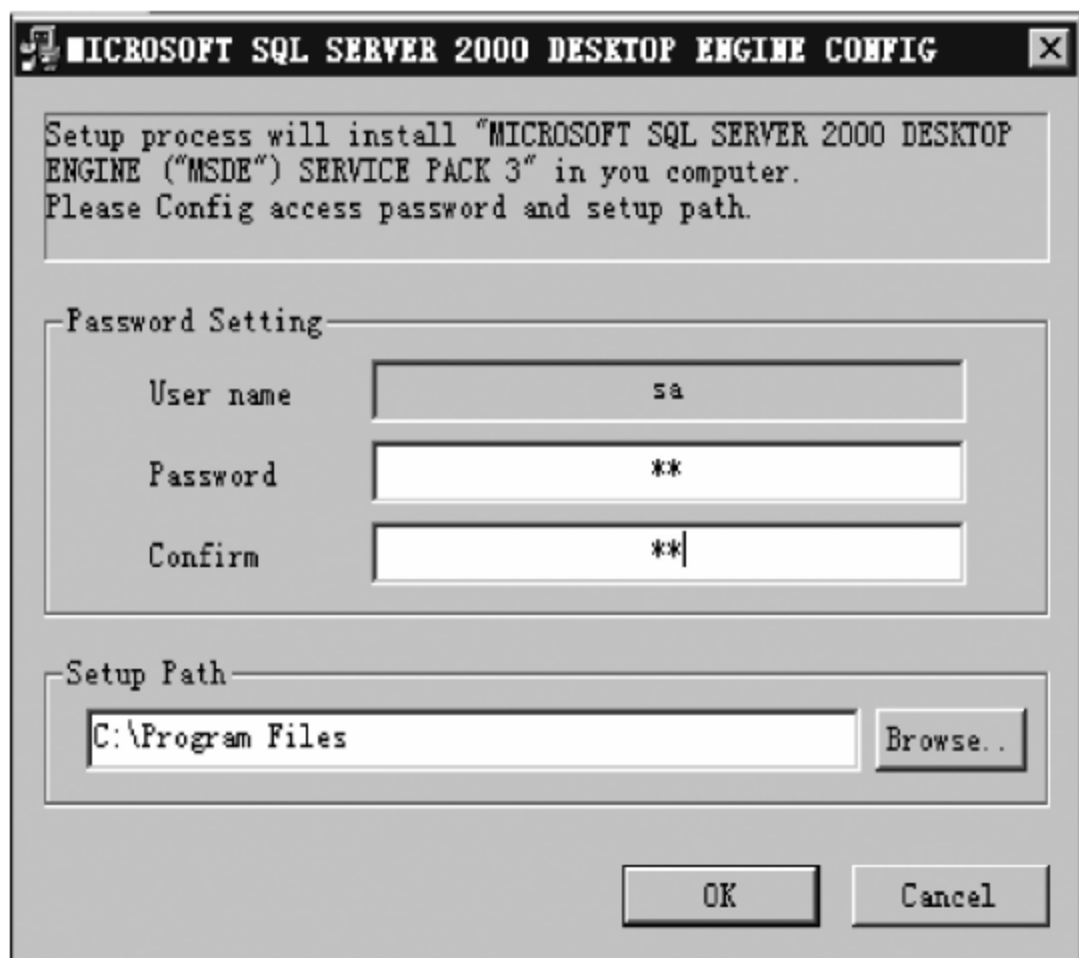 MICROSOFT SQL SERVER 2000 DESKTOP ENGINE CONFIG
Setup process will install "MICROSOFT SQL SERVER 2000 DESKTOP
ENGINE ("MSDE") SERVICE PACK 3" in you computer.
Please Config access password and setup path.
Password Setting
User name sa
Password **
Confirm **
Setup Path
C:\Program Files Browse..
OK Cancel